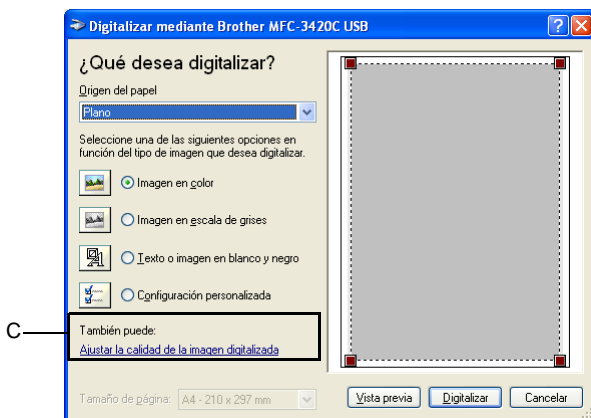 Digitalizar mediante Brother MFC-3420C USB
¿Qué desea digitalizar?
Origen del papel
Plano
Seleccione una de las siguientes opciones en
función del tipo de imagen que desea digitalizar.
Imagen en color
Imagen en escala de grises
Texto o imagen en blanco y negro
Configuración personalizada
C
También puede:
Ajustar la calidad de la imagen digitalizada
Tamaño de página: A4 - 210 x 297 mm
Vista previa Digitalizar Cancelar